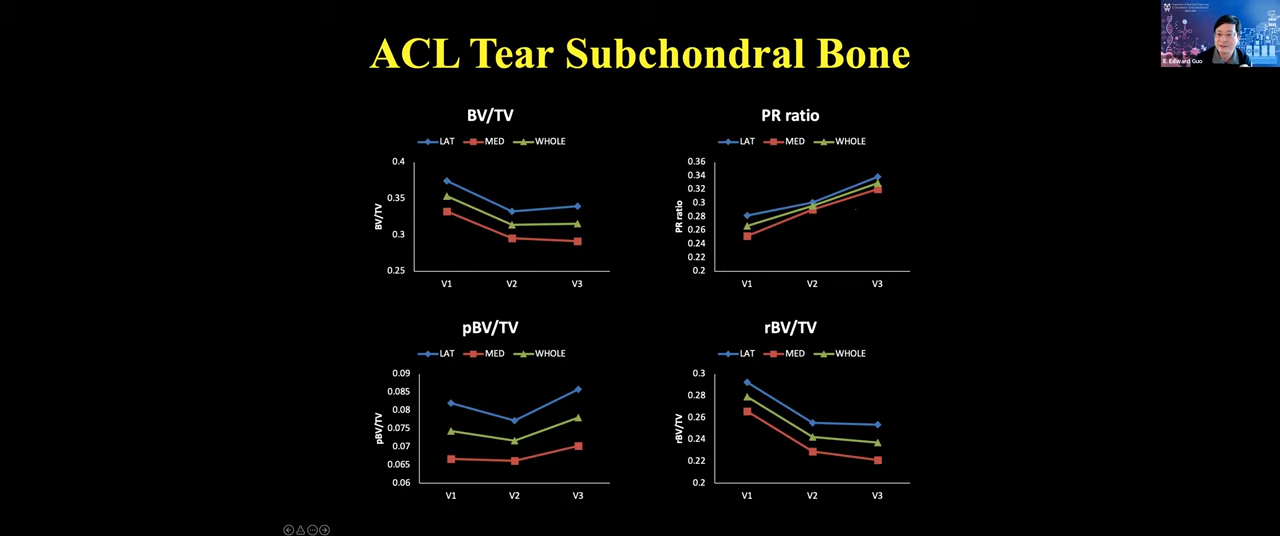 ACL Tear Subchondral Bone
X. Edward Guo
BV/TV
LAT MED WHOLE
0.4
0.35
0.3
0.25
BV/TV
V1 V2 V3
PR ratio
LAT MED WHOLE
0.36
0.34
0.32
0.3
0.28
0.26
0.24
0.22
0.2
PR ratio
V1 V2 V3
pBV/TV
LAT MED WHOLE
0.09
0.085
0.08
0.075
0.07
0.065
0.06
pBV/TV
V1 V2 V3
rBV/TV
LAT MED WHOLE
0.3
0.28
0.26
0.24
0.22
0.2
rBV/TV
V1 V2 V3